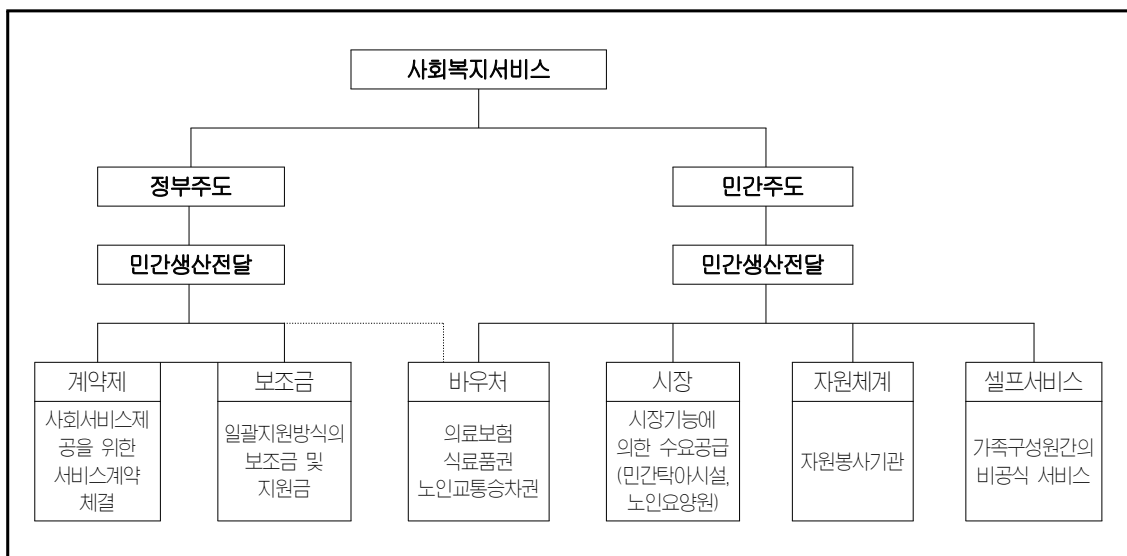 사회복지서비스
정부주도
민간주도
민간생산전달
민간생산전달
계약제
사회서비스제
공을 위한
서비스계약
체결
보조금
일괄지원방식의
보조금 및
지원금
바우처
의료보험
식료품권
노인교통승차권
시장
시장기능에
의한 수요공급
(민간탁아시설,
노인요양원)
자원체계
자원봉사기관
셀프서비스
가족구성원간의
비공식 서비스